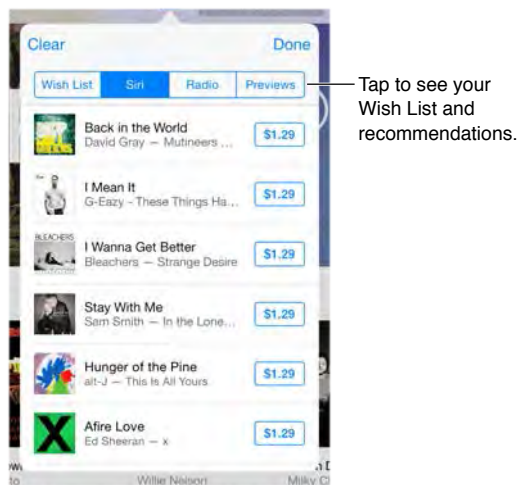 Clear Done
Wish List Siri Radio Previews
Tap to see your
Wish List and
recommendations.
Back in the World
David Gray — Mutineers ...
$1.29
I Mean It
G-Eazy - These Things Ha...
$1.29
BLEACHERS
I Wanna Get Better
Bleachers — Strange Desire
$1.29
Stay With Me
Sam Smith — In the Lone...
$1.29
Hunger of the Pine
alt-J — This Is All Yours
$1.29
X
Afire Love
Ed Sheeran — x
$1.29
Willie Nelson Milky C